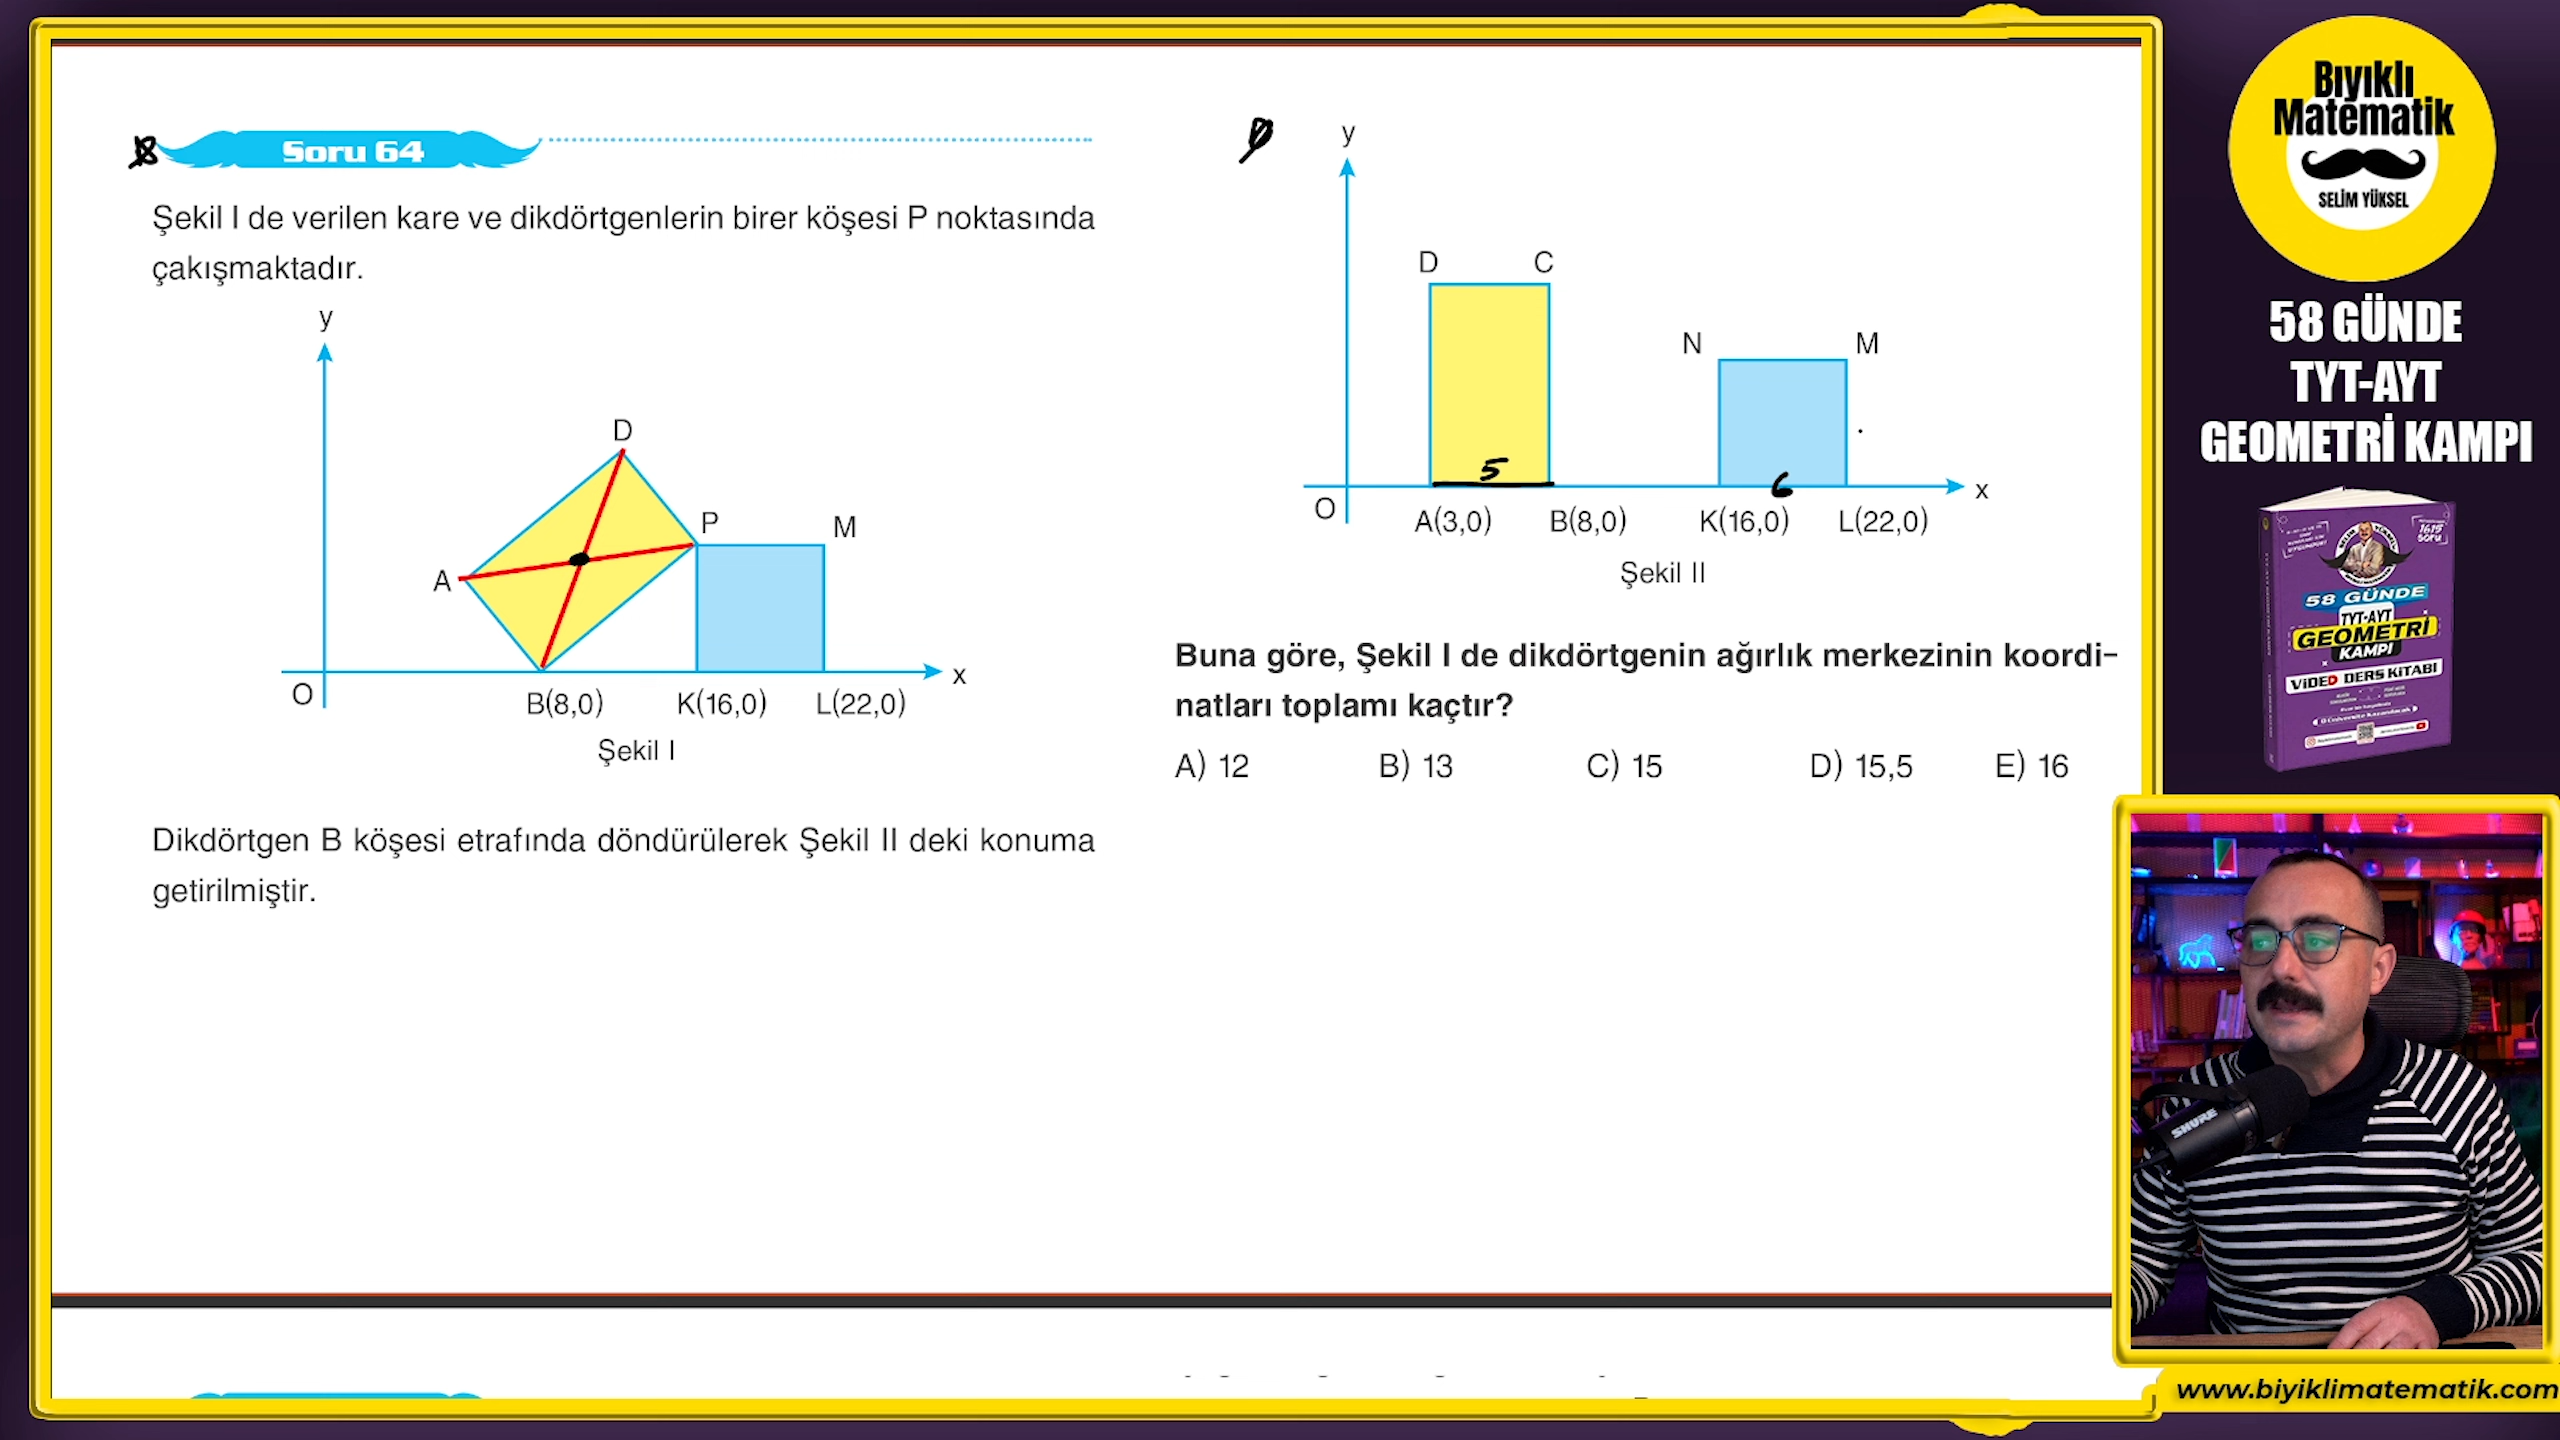 Soru 64
Şekil I de verilen kare ve dikdörtgenlerin birer köşesi P noktasında
çakışmaktadır.
y
D
P
M
A
x
O
B(8,0)
K(16,0)
L(22,0)
Şekil I
Dikdörtgen B köşesi etrafında döndürülerek Şekil II deki konuma
getirilmiştir.
y
D
C
N
M
5
6
x
O
A(3,0)
B(8,0)
K(16,0)
L(22,0)
Şekil II
Buna göre, Şekil I de dikdörtgenin ağırlık merkezinin koordi-
natları toplamı kaçtır?
A) 12
B) 13
C) 15
D) 15,5
E) 16
Bıyıklı
Matematik
SELİM YÜKSEL
58 GÜNDE
TYT-AYT
GEOMETRİ KAMPI
1615
SORU
58 GÜNDE
TYT-AYT
GEOMETRİ
KAMPI
VİDEO DERS KİTABI
SHURE
www.biyiklimatematik.com